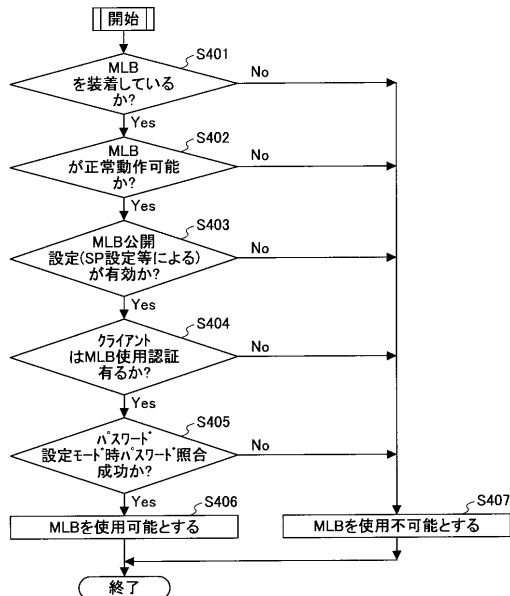 開始
S401
MLB
を装着している
か?
No
Yes
S402
MLB
が正常動作可能
か?
No
Yes
S403
MLB公開
設定(SP設定等による)
が有効か?
No
Yes
S404
ｸﾗｲｱﾝﾄ
はMLB使用認証
有るか?
No
Yes
S405
ﾊﾟｽﾜｰﾄﾞ
設定ﾓｰﾄﾞ時ﾊﾟｽﾜｰﾄﾞ照合
成功か?
No
Yes
S406
MLBを使用可能とする
S407
MLBを使用不可能とする
終了